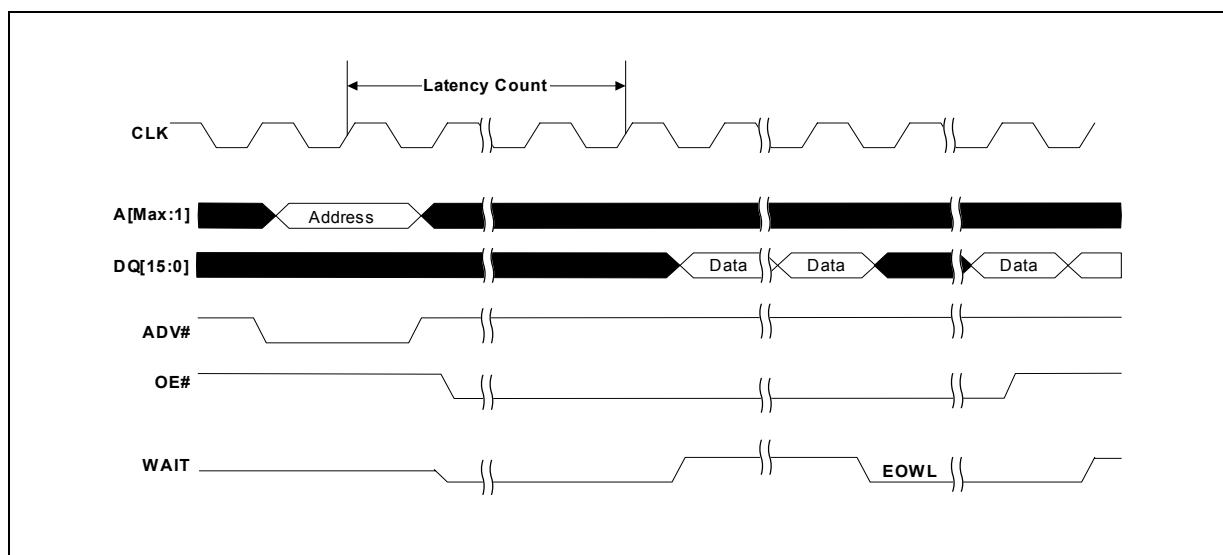 Latency Count
CLK
A[Max:1]
Address
DQ[15:0]
Data
Data
Data
ADV#
OE#
WAIT
EOWL